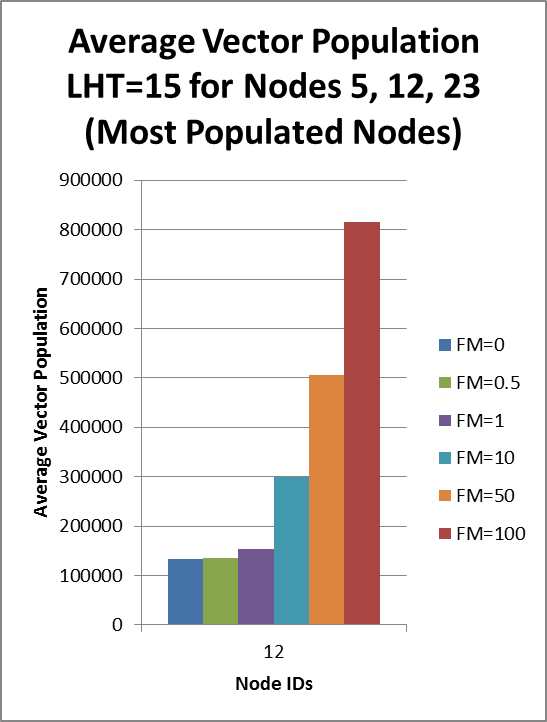 Average Vector Population
LHT=15 for Nodes 5, 12, 23
(Most Populated Nodes)
900000
800000
700000
600000
500000
400000
300000
200000
100000
0
Average Vector Population
12
Node IDs
FM=0
FM=0.5
FM=1
FM=10
FM=50
FM=100